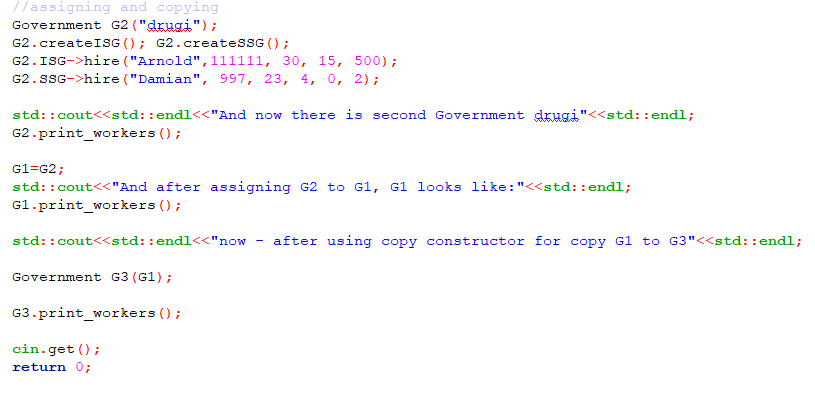 //assigning and copying
Government G2("drugi");
G2.createISG(); G2.createSSG();
G2.ISG->hire("Arnold",111111, 30, 15, 500);
G2.SSG->hire("Damian", 997, 23, 4, 0, 2);
std::cout<<std::endl<<"And now there is second Government drugi"<<std::endl;
G2.print_workers();
G1=G2;
std::cout<<"And after assigning G2 to G1, G1 looks like:"<<std::endl;
G1.print_workers();
std::cout<<std::endl<<"now - after using copy constructor for copy G1 to G3"<<std::endl;
Government G3(G1);
G3.print_workers();
cin.get();
return 0;